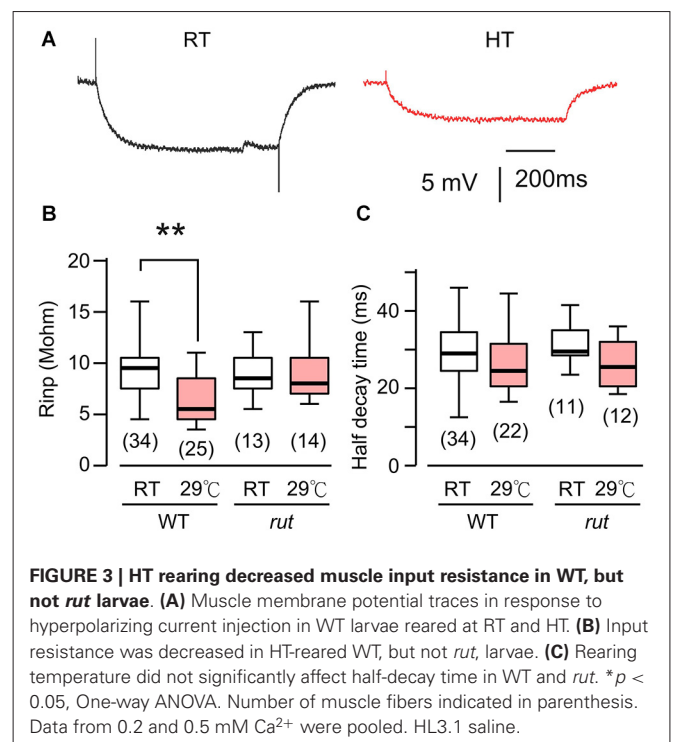 A
RT
HT
5 mV
200ms
B
**
Rinp (Mohm)
20
15
10
5
0
(34)
(25)
(13)
(14)
RT 29℃ RT 29℃
WT
rut
C
Half decay time (ms)
40
20
0
(34)
(22)
(11)
(12)
RT 29℃ RT 29℃
WT
rut
FIGURE 3 | HT rearing decreased muscle input resistance in WT, but
not rut larvae. (A) Muscle membrane potential traces in response to
hyperpolarizing current injection in WT larvae reared at RT and HT. (B) Input
resistance was decreased in HT-reared WT, but not rut, larvae. (C) Rearing
temperature did not significantly affect half-decay time in WT and rut. *p <
0.05, One-way ANOVA. Number of muscle fibers indicated in parenthesis.
Data from 0.2 and 0.5 mM Ca²⁺ were pooled. HL3.1 saline.